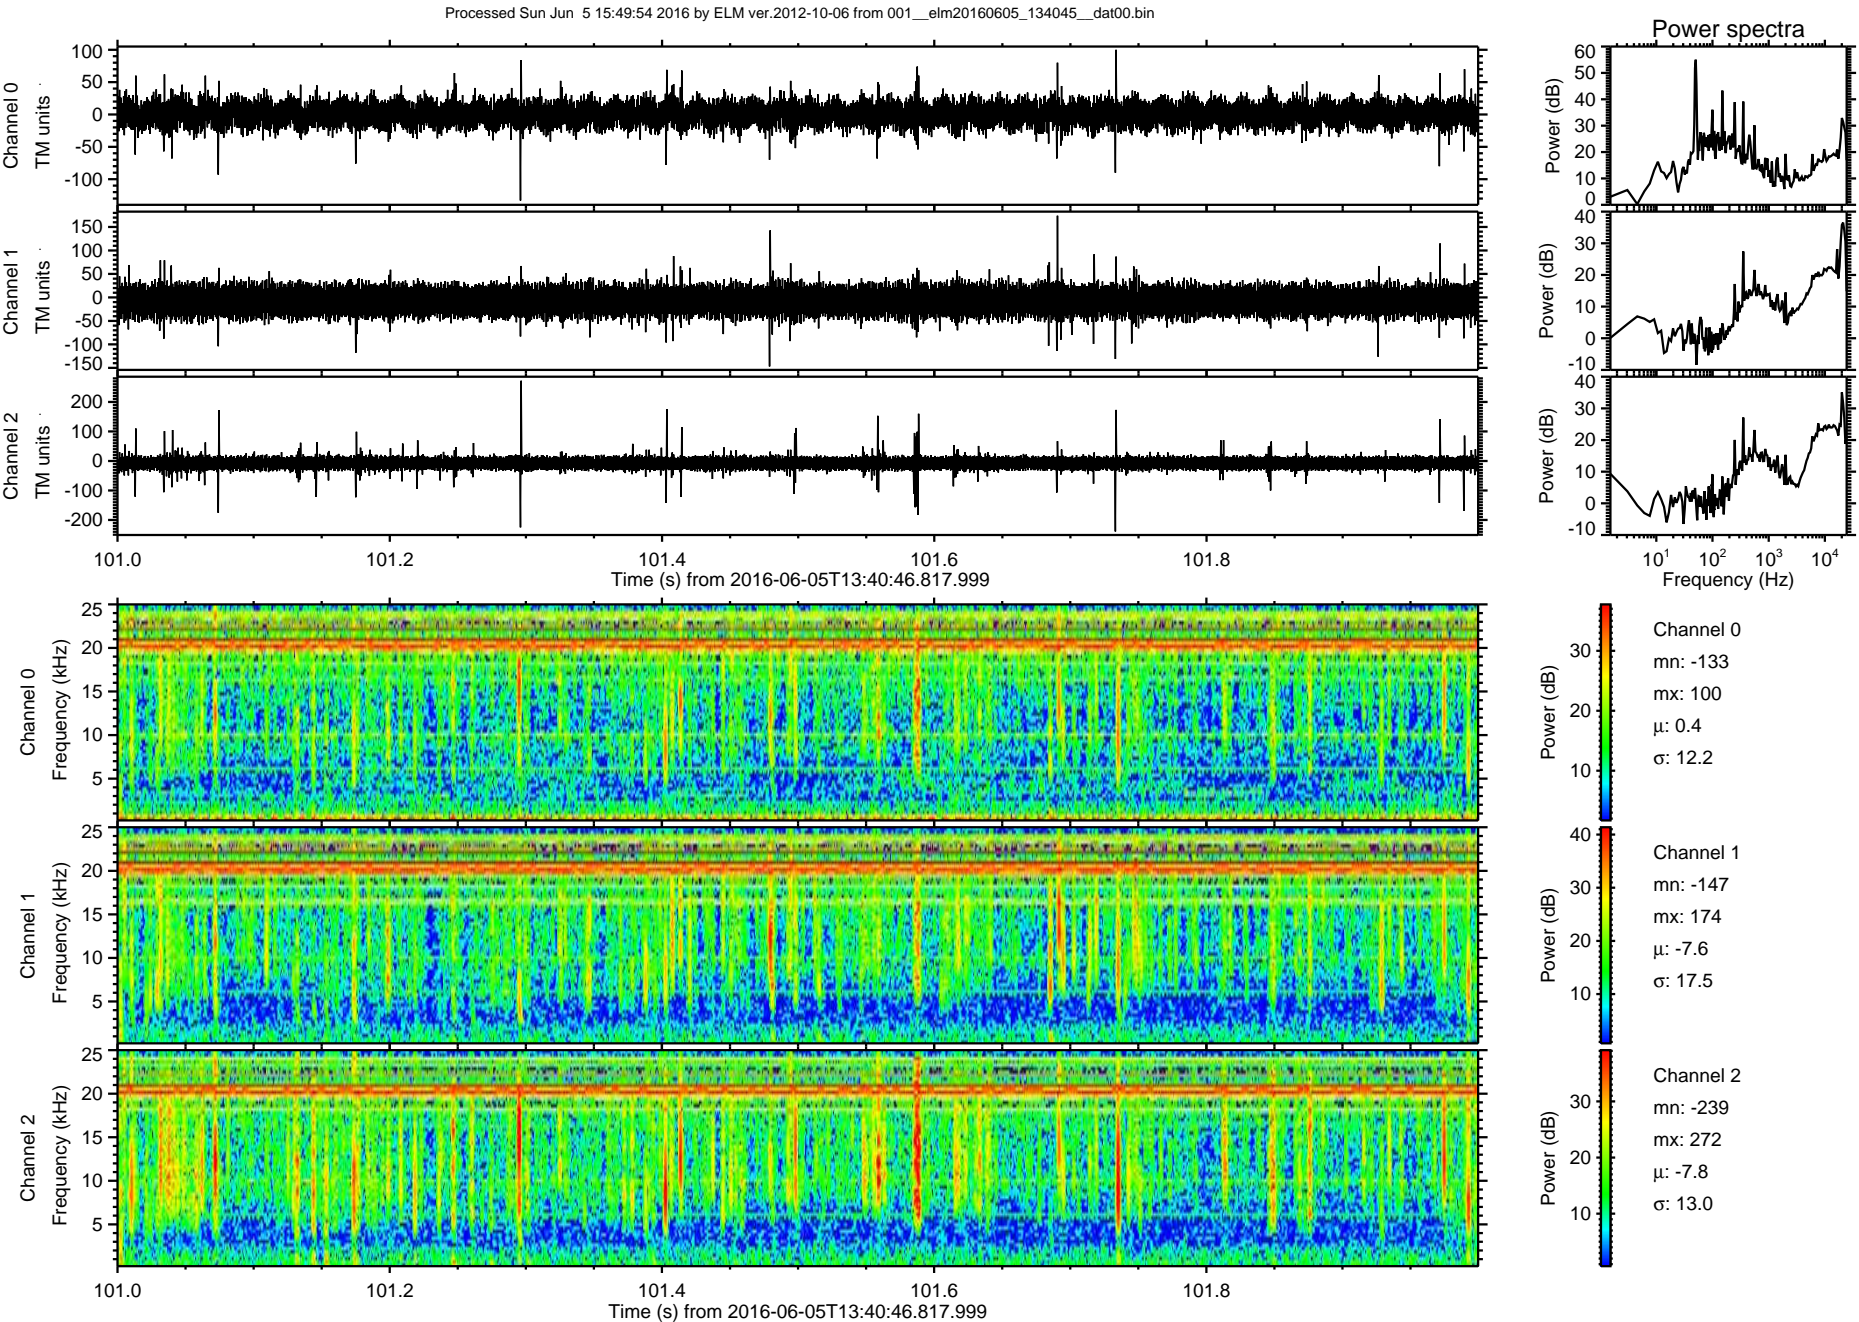 Processed Sun Jun 5 15:49:54 2016 by ELM ver.2012-10-06 from 001__elm20160605_134045__dat00.bin
Power spectra
Channel 0
TM units
100
50
0
-50
-100
Power (dB)
60
50
40
30
20
10
0
Channel 1
TM units
150
100
50
0
-50
-100
-150
Power (dB)
40
30
20
10
0
-10
Channel 2
TM units
200
100
0
-100
-200
Power (dB)
40
30
20
10
0
-10
101.0 101.2 101.4 101.6 101.8
Time (s) from 2016-06-05T13:40:46.817.999
10^1 10^2 10^3 10^4
Frequency (Hz)
Channel 0
Frequency (kHz)
25
20
15
10
5
Power (dB)
30
20
10
Channel 0
mn: -133
mx: 100
μ: 0.4
σ: 12.2
Channel 1
Frequency (kHz)
25
20
15
10
5
Power (dB)
40
30
20
10
Channel 1
mn: -147
mx: 174
μ: -7.6
σ: 17.5
Channel 2
Frequency (kHz)
25
20
15
10
5
Power (dB)
30
20
10
Channel 2
mn: -239
mx: 272
μ: -7.8
σ: 13.0
101.0 101.2 101.4 101.6 101.8
Time (s) from 2016-06-05T13:40:46.817.999